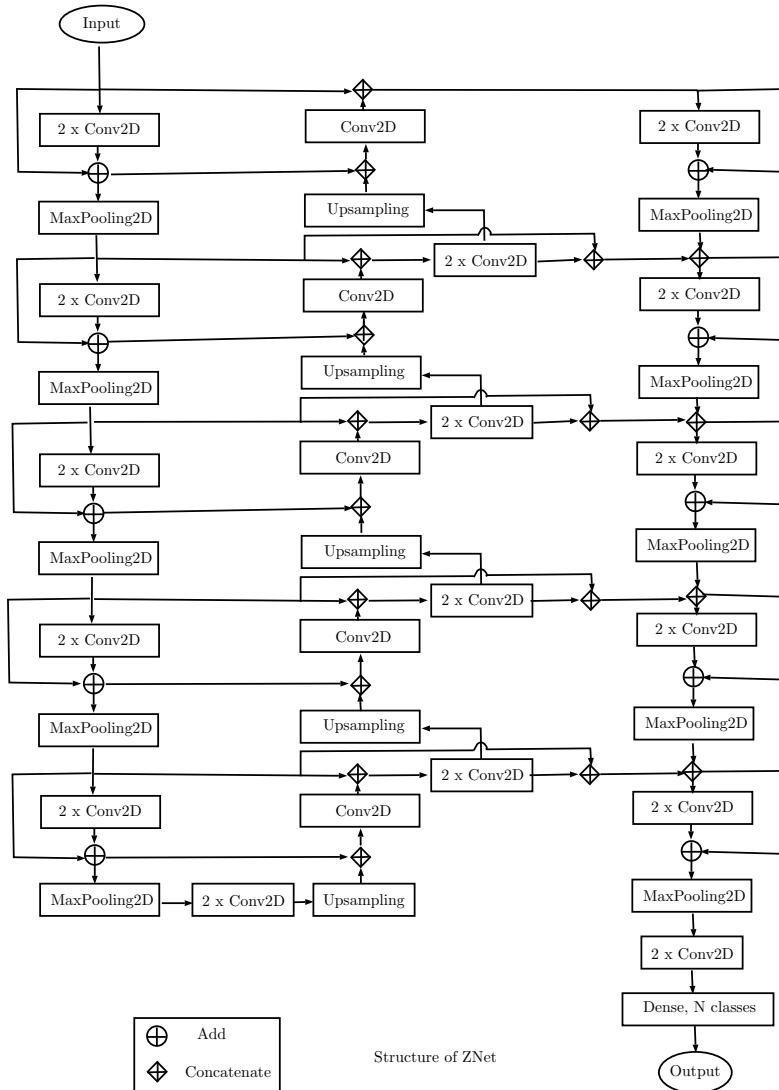 Input
2 x Conv2D
MaxPooling2D
2 x Conv2D
MaxPooling2D
2 x Conv2D
MaxPooling2D
2 x Conv2D
MaxPooling2D
2 x Conv2D
MaxPooling2D
2 x Conv2D
Upsampling
Conv2D
2 x Conv2D
Upsampling
Conv2D
2 x Conv2D
Upsampling
Conv2D
2 x Conv2D
Upsampling
Conv2D
2 x Conv2D
Upsampling
Conv2D
2 x Conv2D
MaxPooling2D
2 x Conv2D
MaxPooling2D
2 x Conv2D
MaxPooling2D
2 x Conv2D
MaxPooling2D
2 x Conv2D
MaxPooling2D
2 x Conv2D
Dense, N classes
Output
Add
Concatenate
Structure of ZNet